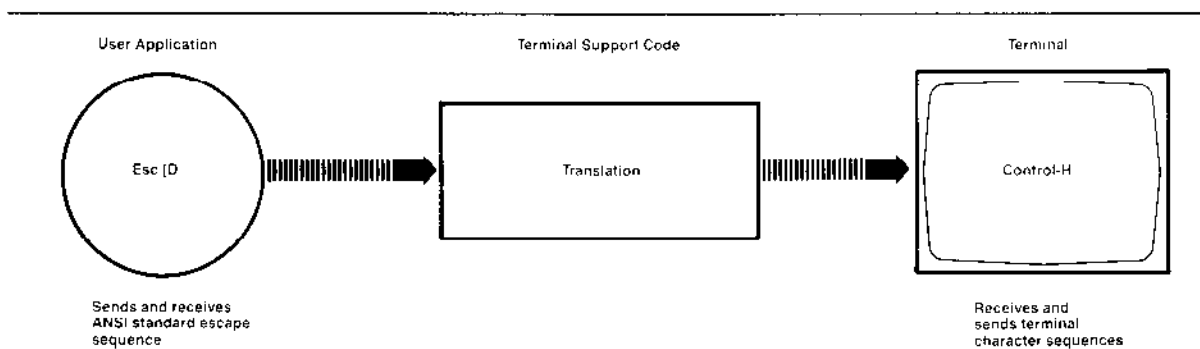 User Application
Terminal Support Code
Terminal
Esc [D
Translation
Control-H
Sends and receives
ANSI standard escape
sequence
Receives and
sends terminal
character sequences